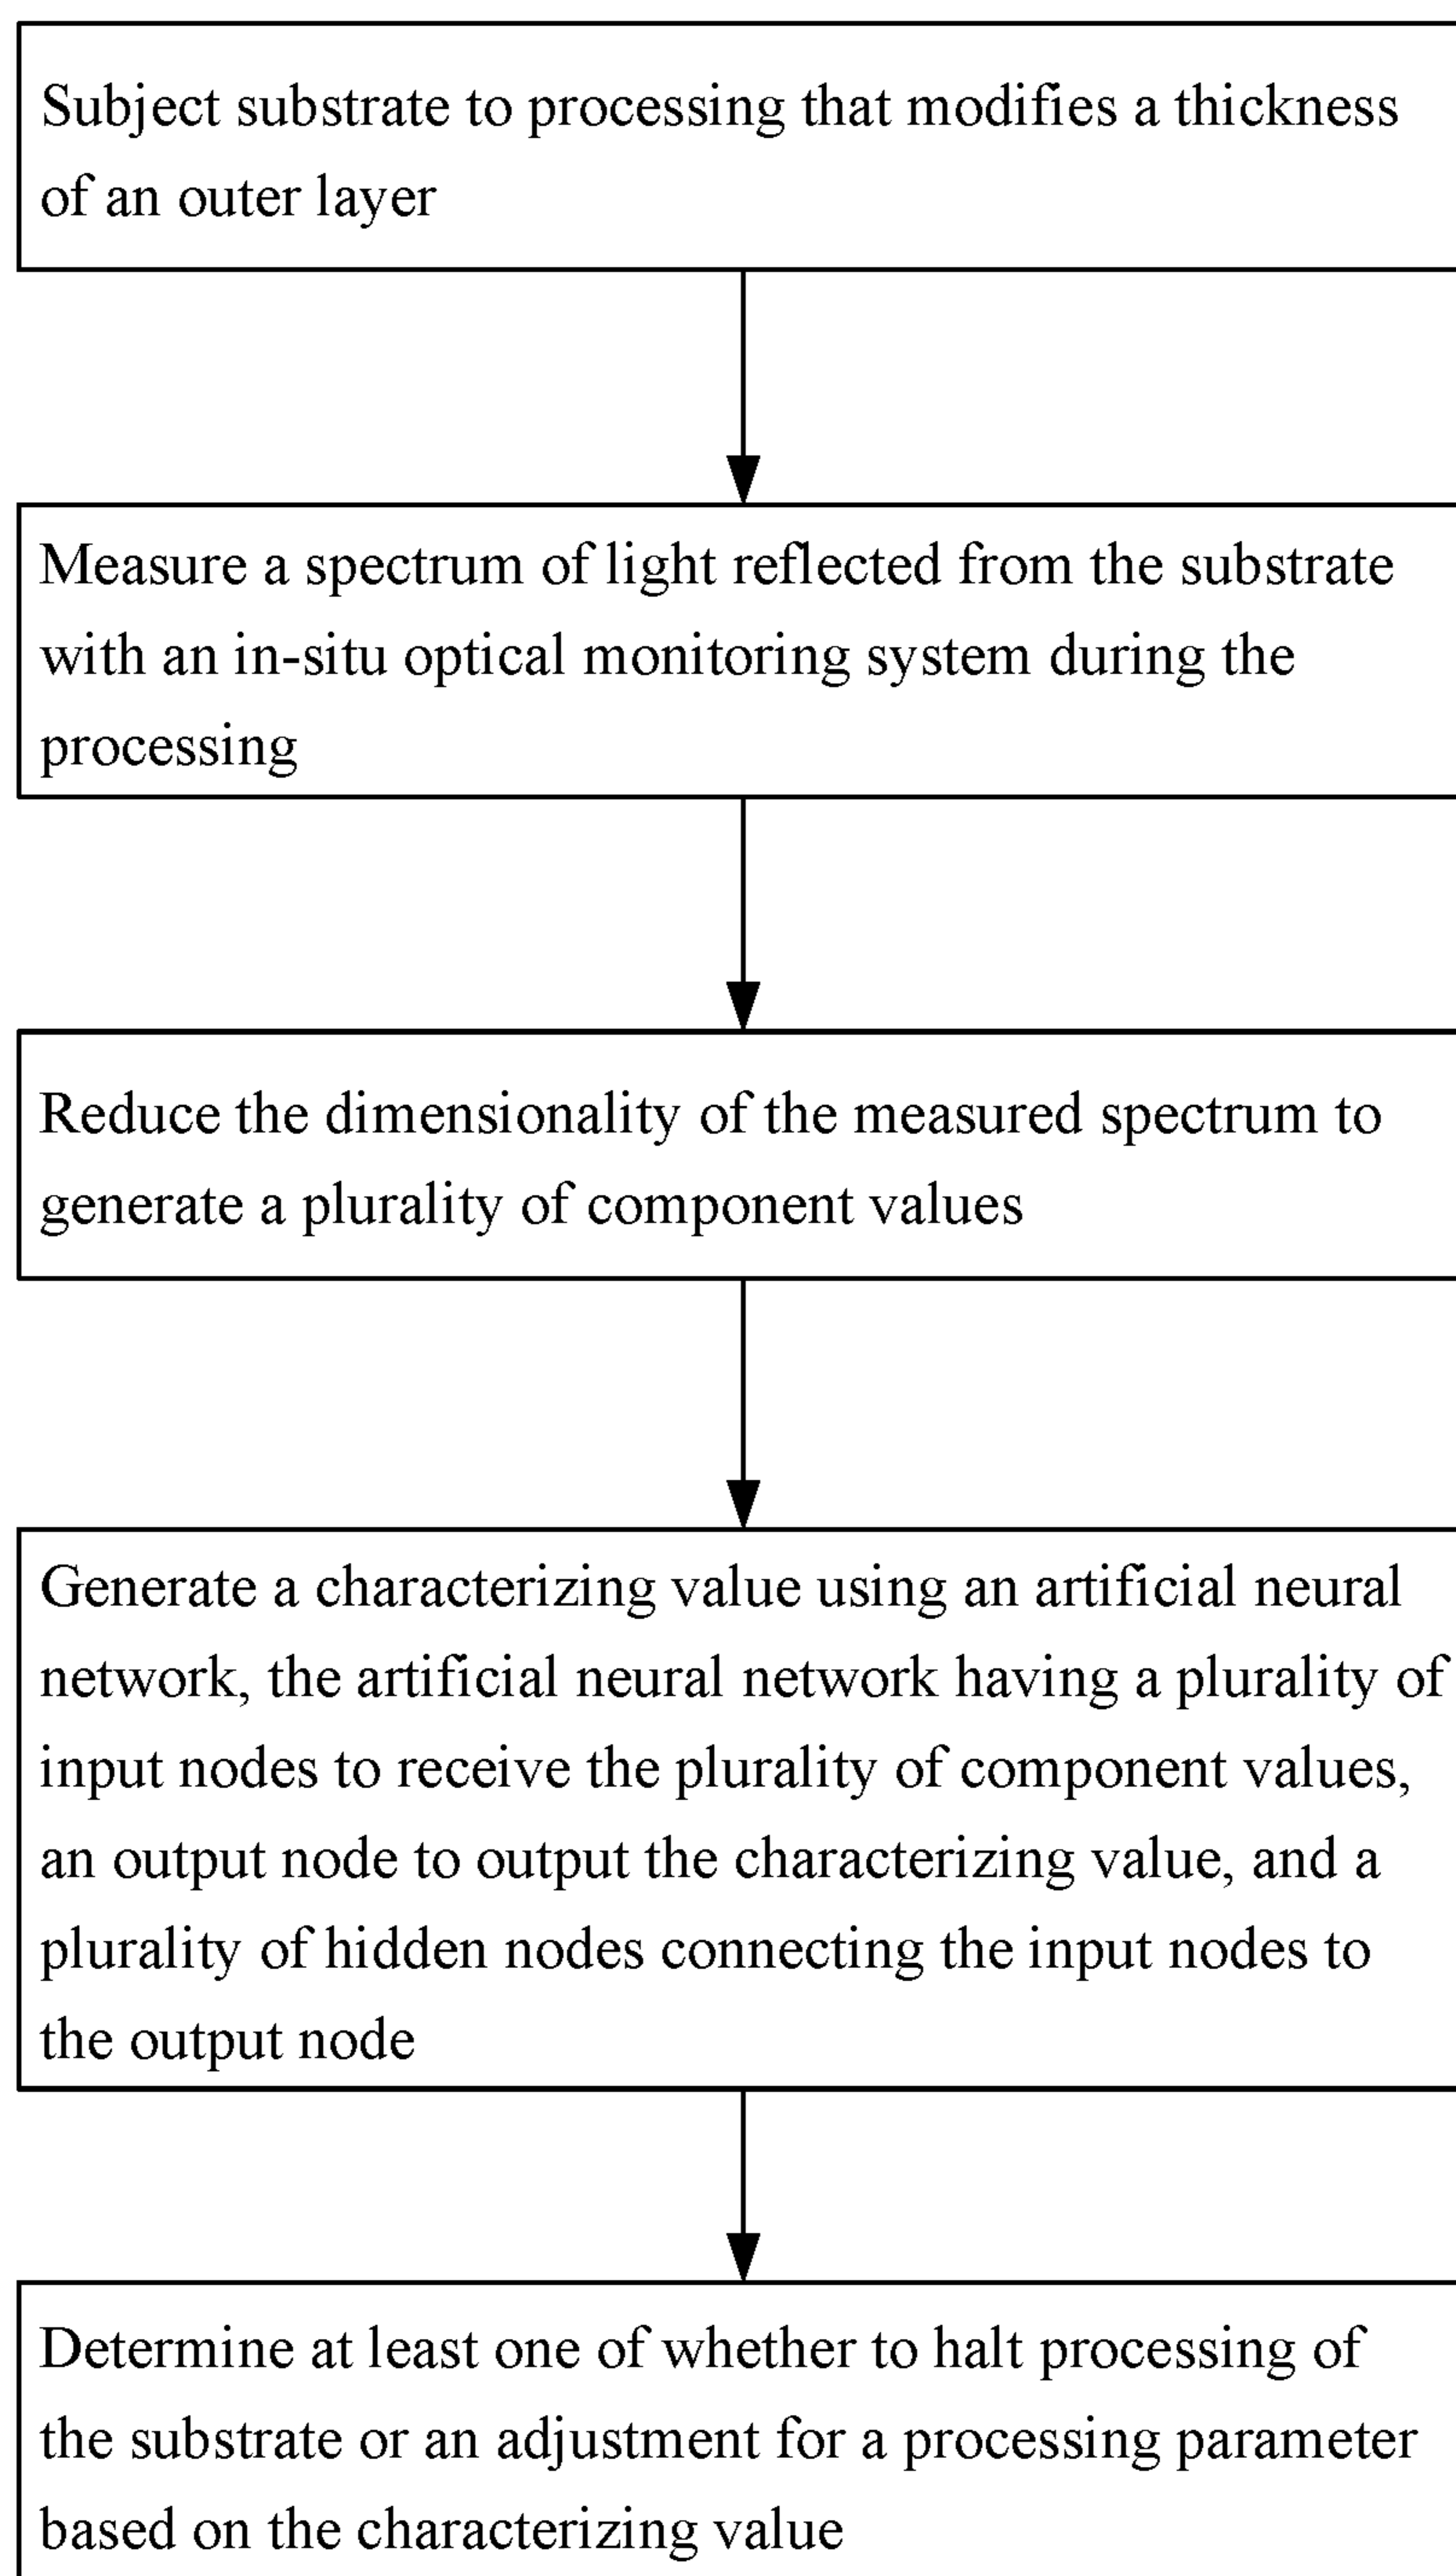 Subject substrate to processing that modifies a thickness
of an outer layer
Measure a spectrum of light reflected from the substrate
with an in-situ optical monitoring system during the
processing
Reduce the dimensionality of the measured spectrum to
generate a plurality of component values
Generate a characterizing value using an artificial neural
network, the artificial neural network having a plurality of
input nodes to receive the plurality of component values,
an output node to output the characterizing value, and a
plurality of hidden nodes connecting the input nodes to
the output node
Determine at least one of whether to halt processing of
the substrate or an adjustment for a processing parameter
based on the characterizing value